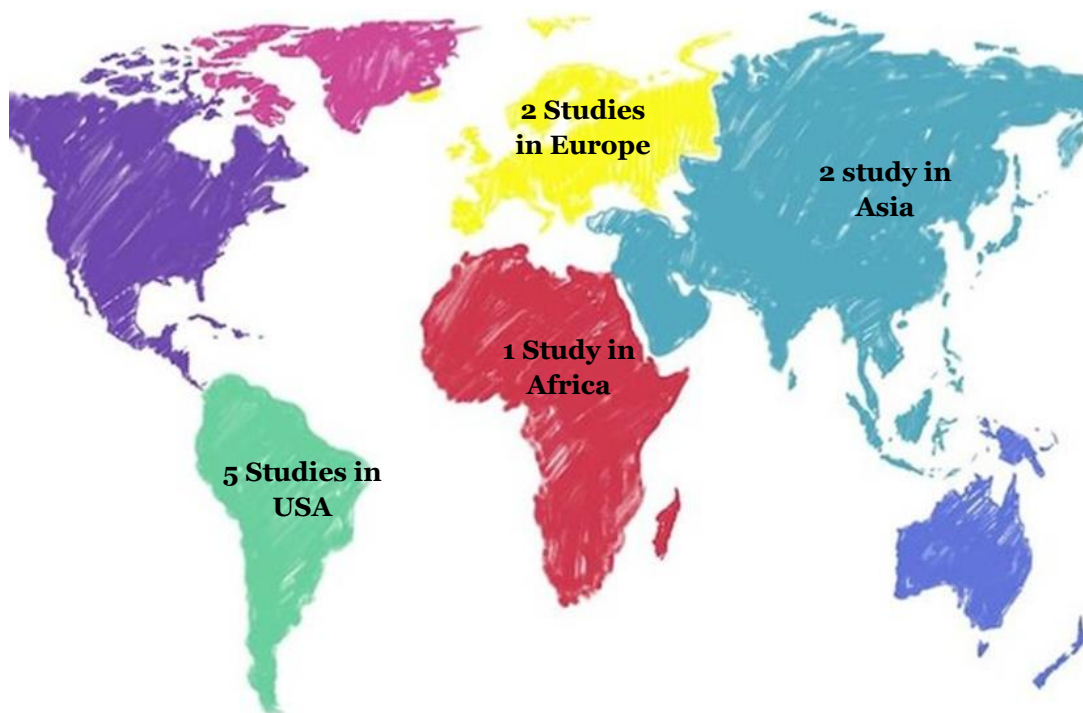 2 Studies
in Europe
2 study in
Asia
1 Study in
Africa
5 Studies in
USA